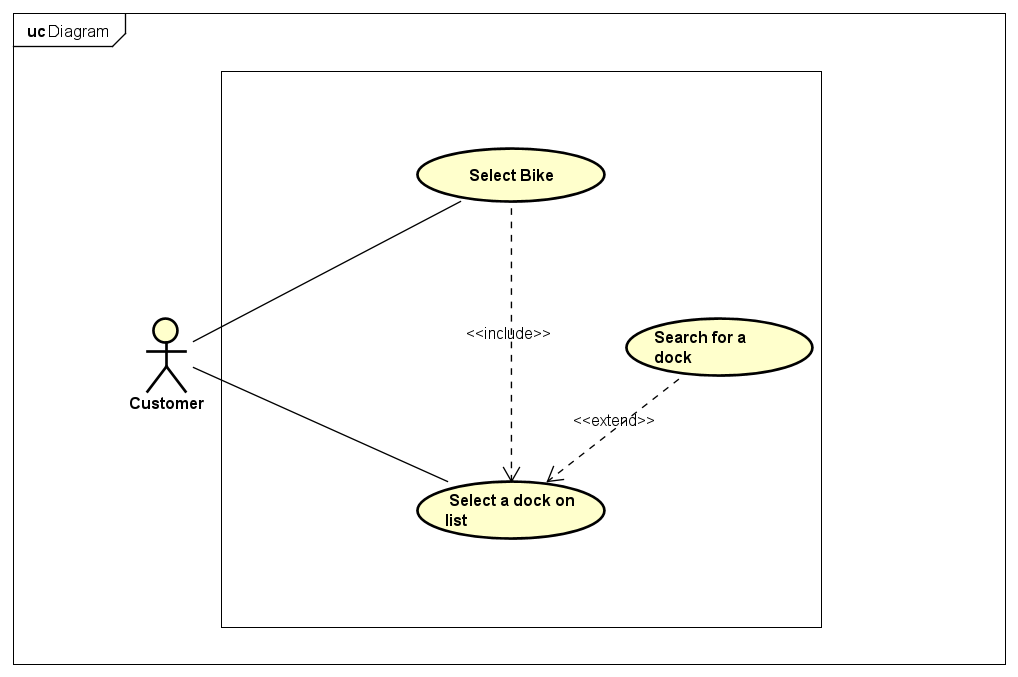 uc Diagram
Select Bike
<<include>>
Search for a
dock
Customer
<<extend>>
Select a dock on
list